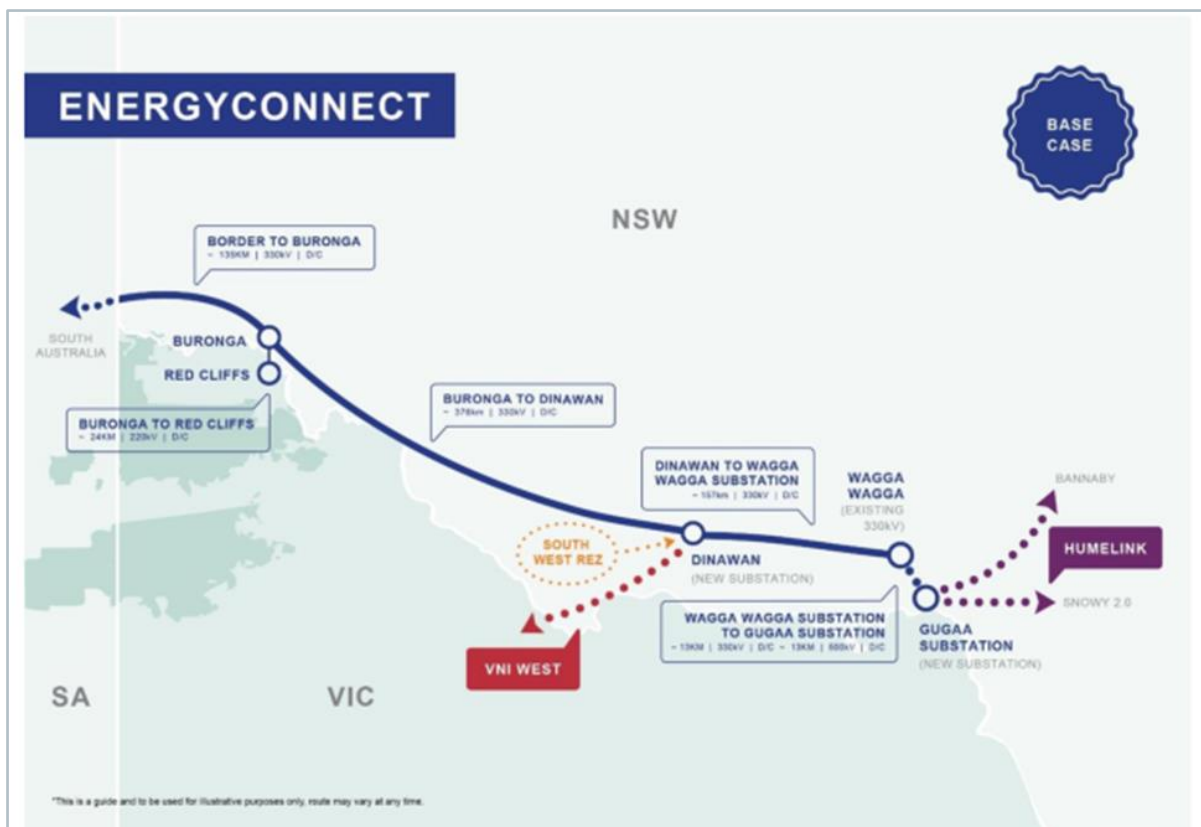 ENERGYCONNECT
BASE
CASE
NSW
BORDER TO BURONGA
~ 135KM | 330kV | D/C
SOUTH
AUSTRALIA
BURONGA
RED CLIFFS
BURONGA TO RED CLIFFS
~ 24KM | 220kV | D/C
BURONGA TO DINAWAN
~ 376km | 330kV | D/C
DINAWAN TO WAGGA
WAGGA SUBSTATION
~ 157km | 330kV | D/C
WAGGA
WAGGA
(EXISTING
330kV)
BANNABY
HUMELINK
SNOWY 2.0
SOUTH
WEST REZ
DINAWAN
(NEW SUBSTATION)
WAGGA WAGGA SUBSTATION
TO GUGAA SUBSTATION
~ 13KM | 330kV | D/C ~ 13KM | 500kV | D/C
GUGAA
SUBSTATION
(NEW SUBSTATION)
VNI WEST
SA
VIC
*This is a guide and to be used for illustrative purposes only, route may vary at any time.